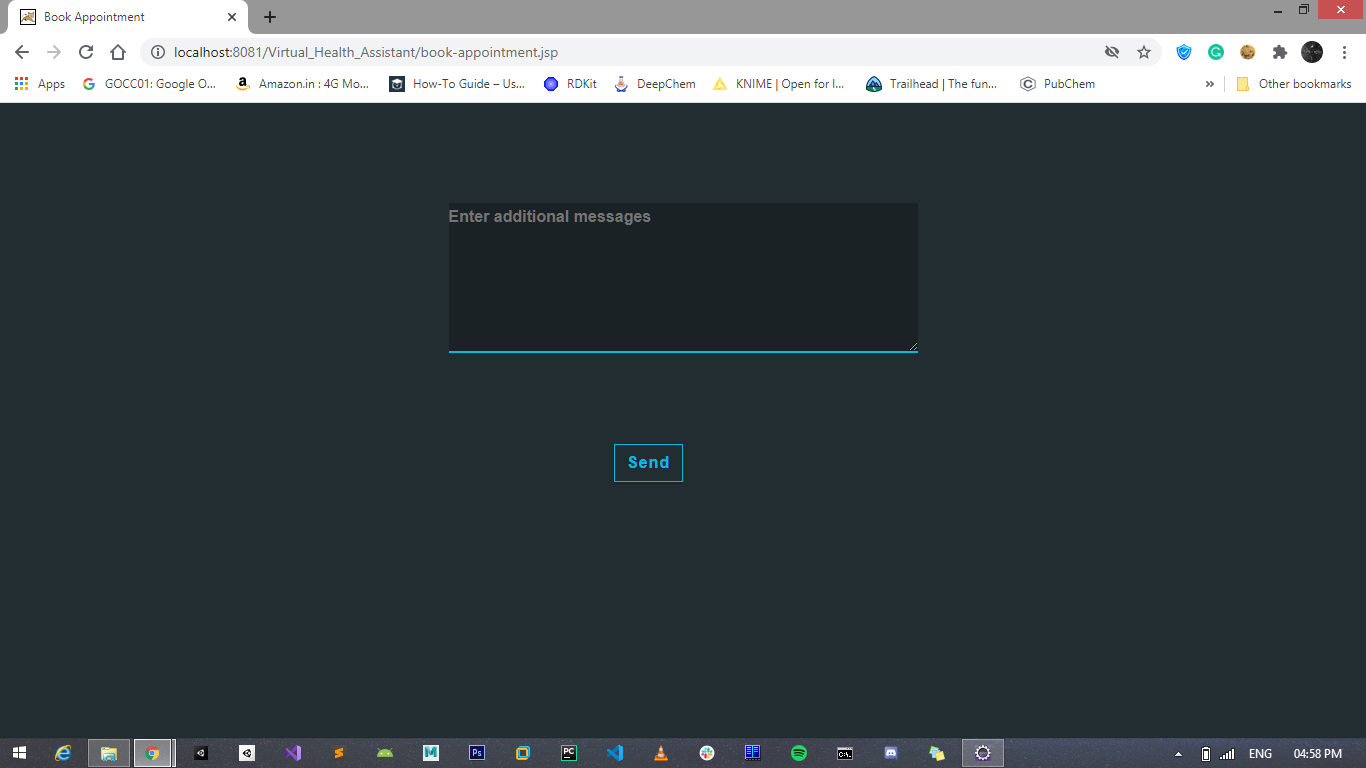 Book Appointment
localhost:8081/Virtual_Health_Assistant/book-appointment.jsp
Apps GOCC01: Google O... Amazon.in : 4G Mo... How-To Guide – Us... RDKit DeepChem KNIME | Open for I... Trailhead | The fun... PubChem » Other bookmarks
Enter additional messages
Send
ENG 04:58 PM